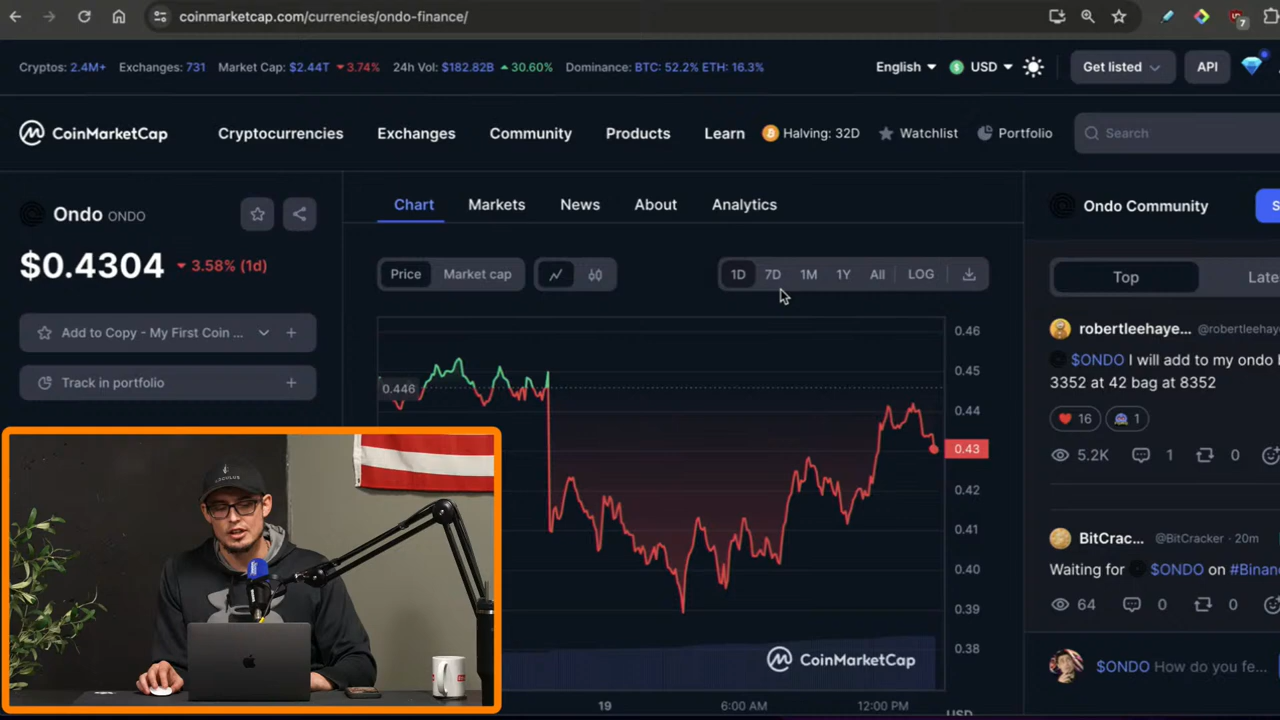 coinmarketcap.com/currencies/ondo-finance/
7
Cryptos: 2.4M+ Exchanges: 731 Market Cap: $2.44T 3.74% 24h Vol: $182.82B 30.60% Dominance: BTC: 52.2% ETH: 16.3%
English USD Get listed API
CoinMarketCap Cryptocurrencies Exchanges Community Products Learn Halving: 32D Watchlist Portfolio Search
Ondo ONDO
$0.4304 3.58% (1d)
Add to Copy - My First Coin ... +
Track in portfolio +
Chart Markets News About Analytics
Price Market cap
1D 7D 1M 1Y All LOG
0.46
0.45
0.446
0.44
0.43
0.42
0.41
0.40
0.39
0.38
CoinMarketCap
19 6:00 AM 12:00 PM
USD
Ondo Community S
Top Late
robertleehaye... @robertleehaye
$ONDO I will add to my ondo
3352 at 42 bag at 8352
16 1
5.2K 1 0
BitCrac... @BitCracker · 20m
Waiting for $ONDO on #Binan
64 0 0
$ONDO How do you fe...
LOCULUS